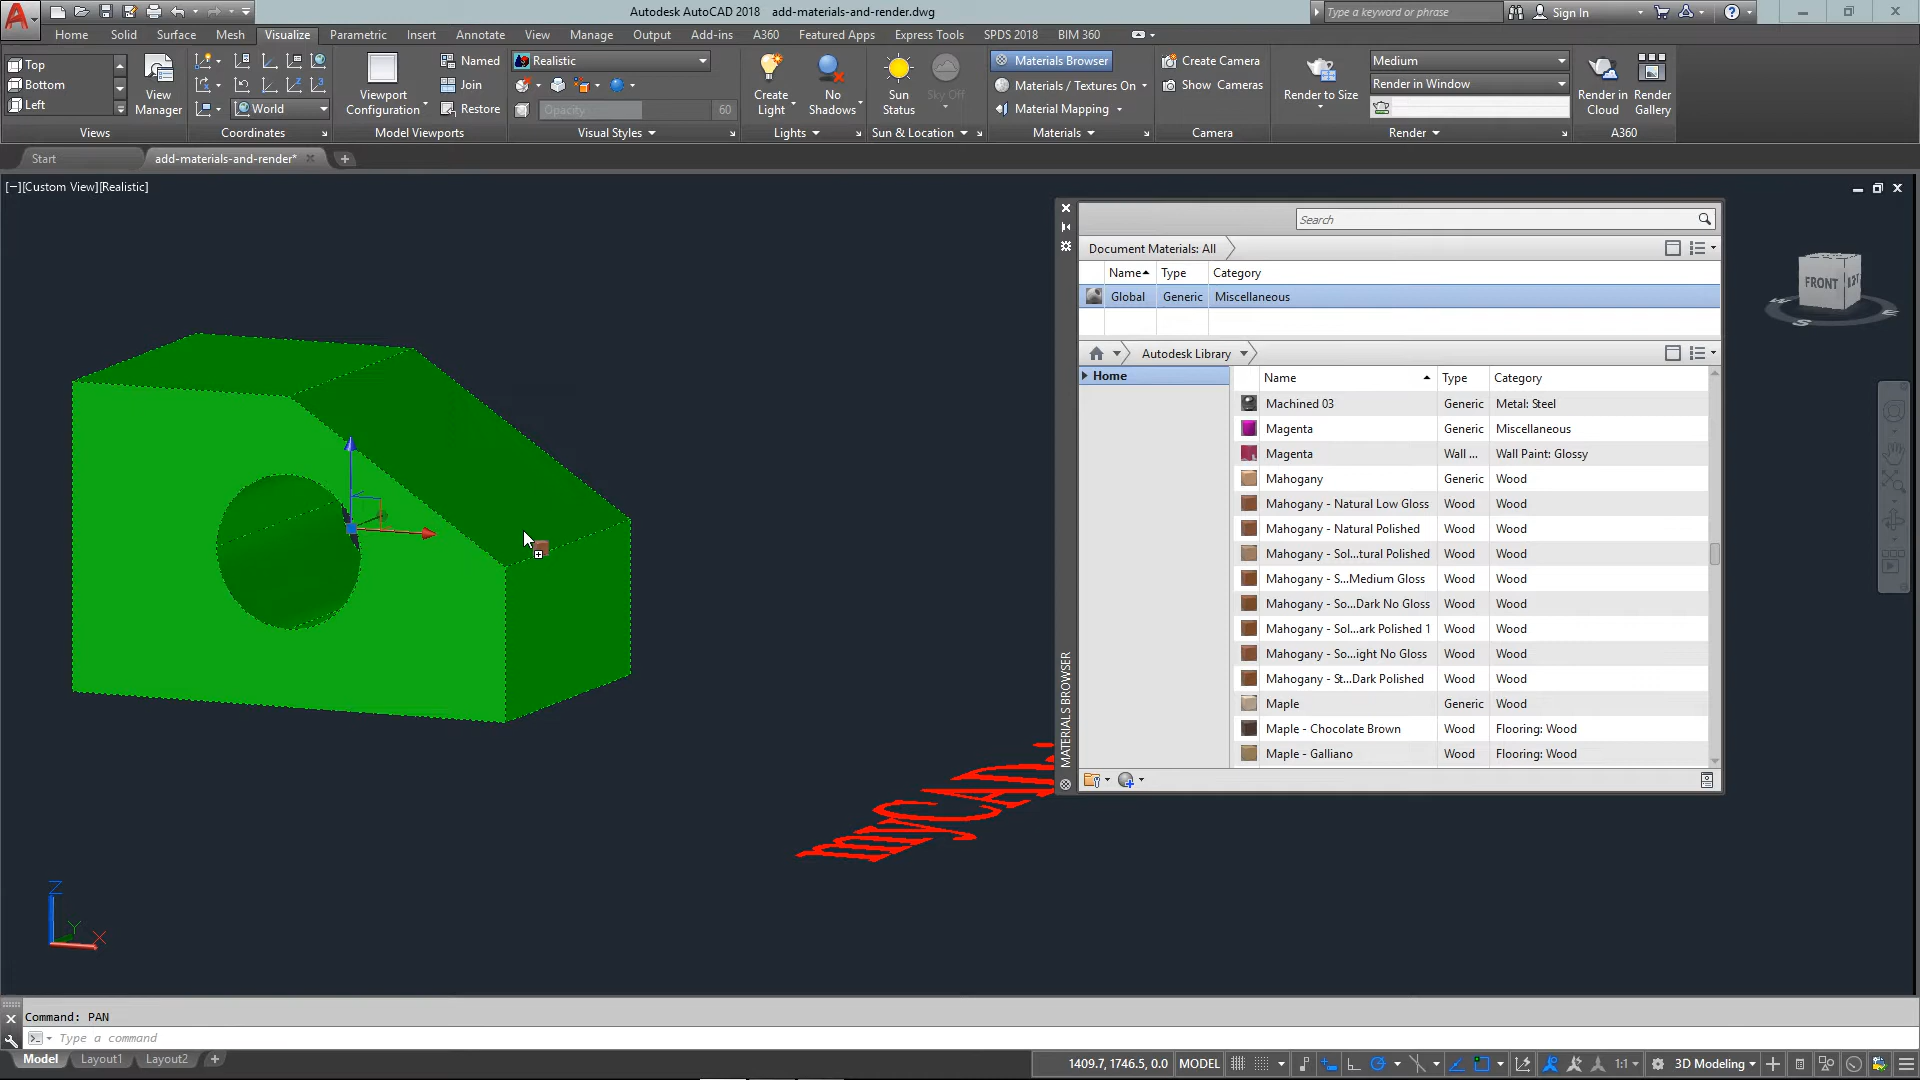 Autodesk AutoCAD 2018 add-materials-and-render.dwg
Type a keyword or phrase
Sign In
Home Solid Surface Mesh Visualize Parametric Insert Annotate View Manage Output Add-ins A360 Featured Apps Express Tools SPDS 2018 BIM 360
Top
Bottom
Left
View
Manager
Views
World
Coordinates
Viewport
Configuration
Named
Join
Restore
Model Viewports
Realistic
Opacity 60
Visual Styles
Create
Light
No
Shadows
Lights
Sun
Status
Sky Off
Sun & Location
Materials Browser
Materials / Textures On
Material Mapping
Materials
Create Camera
Show Cameras
Camera
Render to Size
Medium
Render in Window
Render
Render in
Cloud
Render
Gallery
A360
Start add-materials-and-render*
[−][Custom View][Realistic]
Search
Document Materials: All
Name Type Category
Global Generic Miscellaneous
Autodesk Library
Home
Name Type Category
Machined 03 Generic Metal: Steel
Magenta Generic Miscellaneous
Magenta Wall ... Wall Paint: Glossy
Mahogany Generic Wood
Mahogany - Natural Low Gloss Wood Wood
Mahogany - Natural Polished Wood Wood
Mahogany - Sol...tural Polished Wood Wood
Mahogany - S...Medium Gloss Wood Wood
Mahogany - So...Dark No Gloss Wood Wood
Mahogany - Sol...ark Polished 1 Wood Wood
Mahogany - So...ight No Gloss Wood Wood
Mahogany - St...Dark Polished Wood Wood
Maple Generic Wood
Maple - Chocolate Brown Wood Flooring: Wood
Maple - Galliano Wood Flooring: Wood
MATERIALS BROWSER
FRONT
W
S
E
Z
Y
X
Command: PAN
Type a command
Model Layout1 Layout2
1409.7, 1746.5, 0.0 MODEL
1:1
3D Modeling